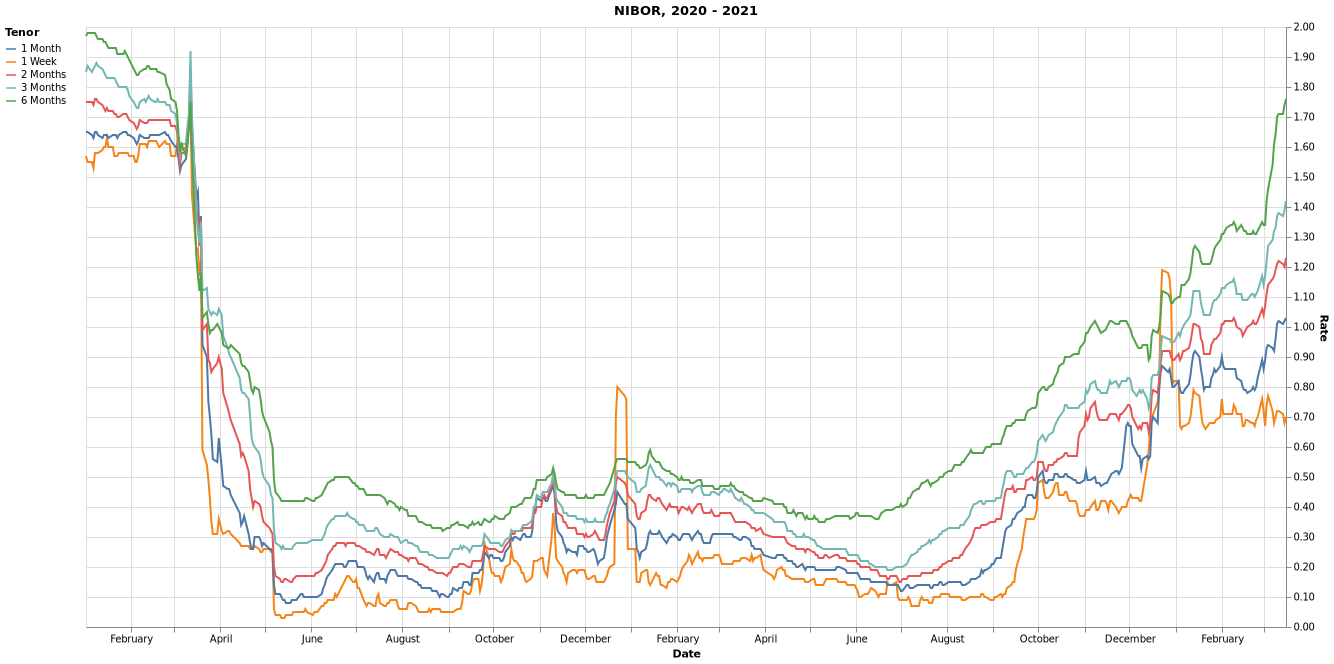 NIBOR, 2020 - 2021
Tenor
1 Month
1 Week
2 Months
3 Months
6 Months
2.00
1.90
1.80
1.70
1.60
1.50
1.40
1.30
1.20
1.10
1.00
0.90
0.80
0.70
0.60
0.50
0.40
0.30
0.20
0.10
0.00
Rate
February April June August October December February April June August October December February
Date